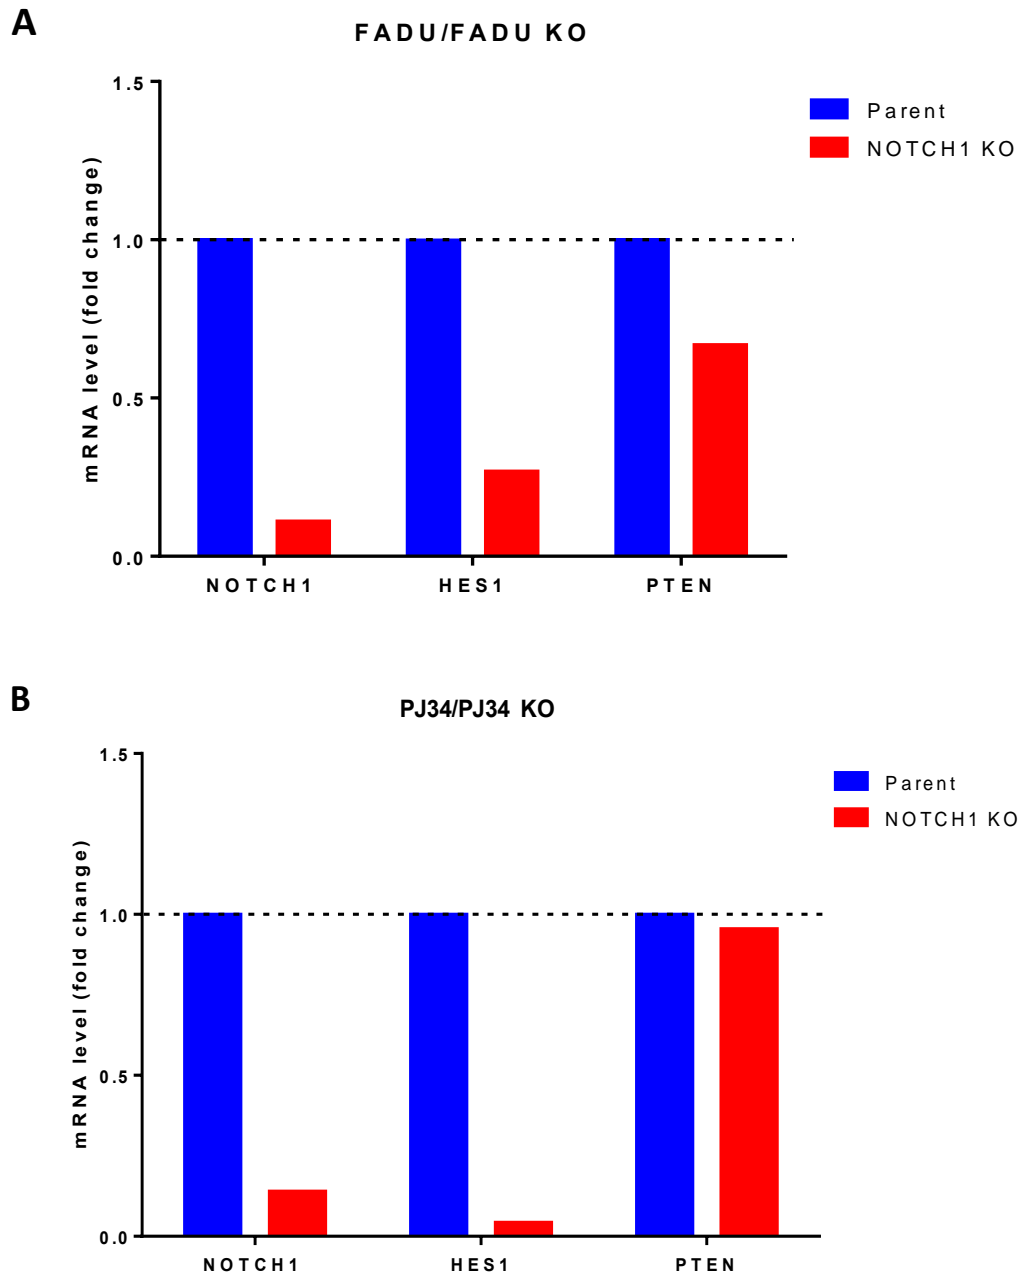 A
FADU/FADU KO
1.5
1.0
0.5
0.0
mRNA level (fold change)
NOTCH1
HES1
PTEN
Parent
NOTCH1 KO
B
PJ34/PJ34 KO
1.5
1.0
0.5
0.0
mRNA level (fold change)
NOTCH1
HES1
PTEN
Parent
NOTCH1 KO